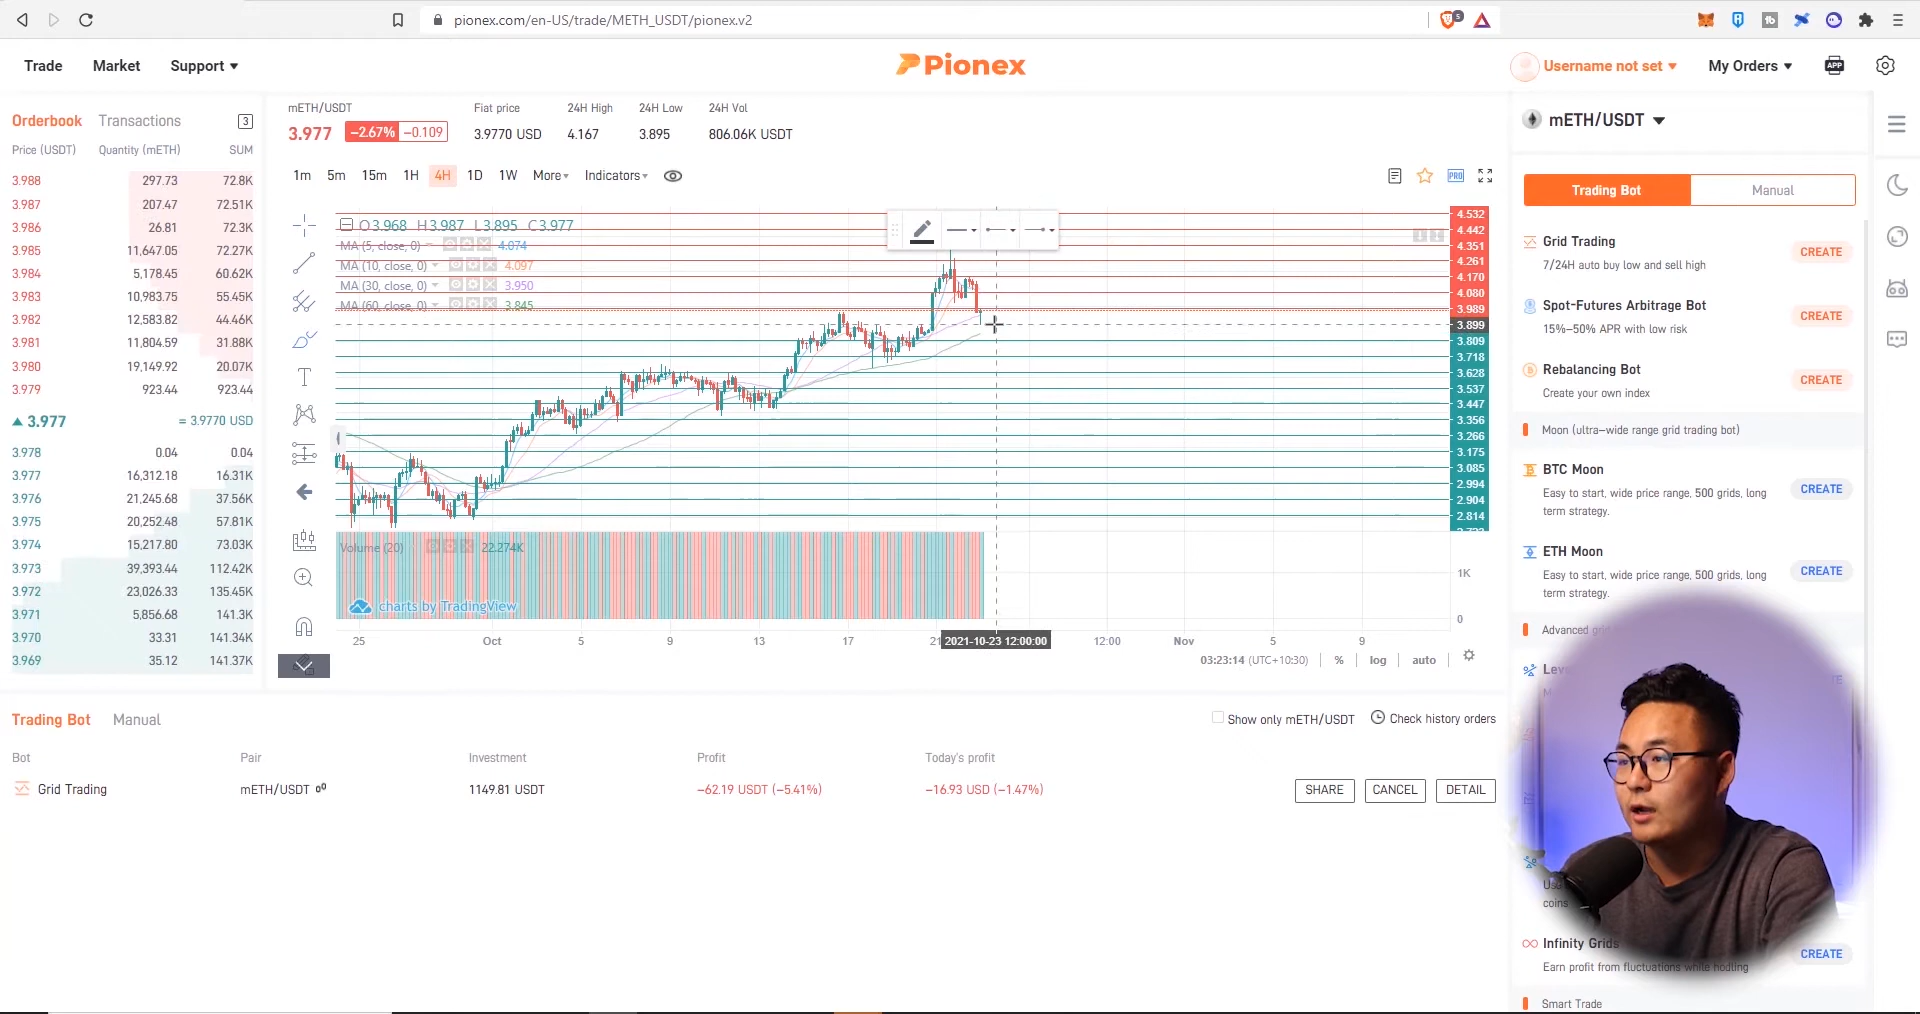 pionex.com/en-US/trade/METH_USDT/pionex.v2
5
Trade Market Support
Pionex
Username not set My Orders APP
Orderbook Transactions 3
Price (USDT) Quantity (mETH) SUM
3.988 297.73 72.8K
3.987 207.47 72.51K
3.986 26.81 72.3K
3.985 11,647.05 72.27K
3.984 5,178.45 60.62K
3.983 10,983.75 55.45K
3.982 12,583.82 44.46K
3.981 11,804.59 31.88K
3.980 19,149.92 20.07K
3.979 923.44 923.44
3.977 = 3.9770 USD
3.978 0.04 0.04
3.977 16,312.18 16.31K
3.976 21,245.68 37.56K
3.975 20,252.48 57.81K
3.974 15,217.80 73.03K
3.973 39,393.44 112.42K
3.972 23,026.33 135.45K
3.971 5,856.68 141.3K
3.970 33.31 141.34K
3.969 35.12 141.37K
mETH/USDT Fiat price 24H High 24H Low 24H Vol
3.977 −2.67% −0.109 3.9770 USD 4.167 3.895 806.06K USDT
1m 5m 15m 1H 4H 1D 1W More Indicators PRO
O3.968 H3.987 L3.895 C3.977
MA (5, close, 0) 4.074
MA (10, close, 0) 4.097
MA (30, close, 0) 3.950
MA (60, close, 0) 3.845
4.532
4.442
4.351
4.261
4.170
4.080
3.989
3.899
3.809
3.718
3.628
3.537
3.447
3.356
3.266
3.175
3.085
2.994
2.904
2.814
Volume (20) 22.274K
1K
0
charts by TradingView
25 Oct 5 9 13 17 21 2021-10-23 12:00:00 12:00 Nov 5 9
03:23:14 (UTC+10:30) % log auto
mETH/USDT
Trading Bot Manual
Grid Trading
7/24H auto buy low and sell high
CREATE
Spot-Futures Arbitrage Bot
15%–50% APR with low risk
CREATE
Rebalancing Bot
Create your own index
CREATE
Moon (ultra–wide range grid trading bot)
BTC Moon
Easy to start, wide price range, 500 grids, long
term strategy.
CREATE
ETH Moon
Easy to start, wide price range, 500 grids, long
term strategy.
CREATE
Advanced
coins
Infinity Grids
Earn profit from fluctuations while hodling
CREATE
Smart Trade
Trading Bot Manual
Show only mETH/USDT Check history orders
Bot Pair Investment Profit Today's profit
Grid Trading mETH/USDT 1149.81 USDT −62.19 USDT (−5.41%) −16.93 USD (−1.47%) SHARE CANCEL DETAIL